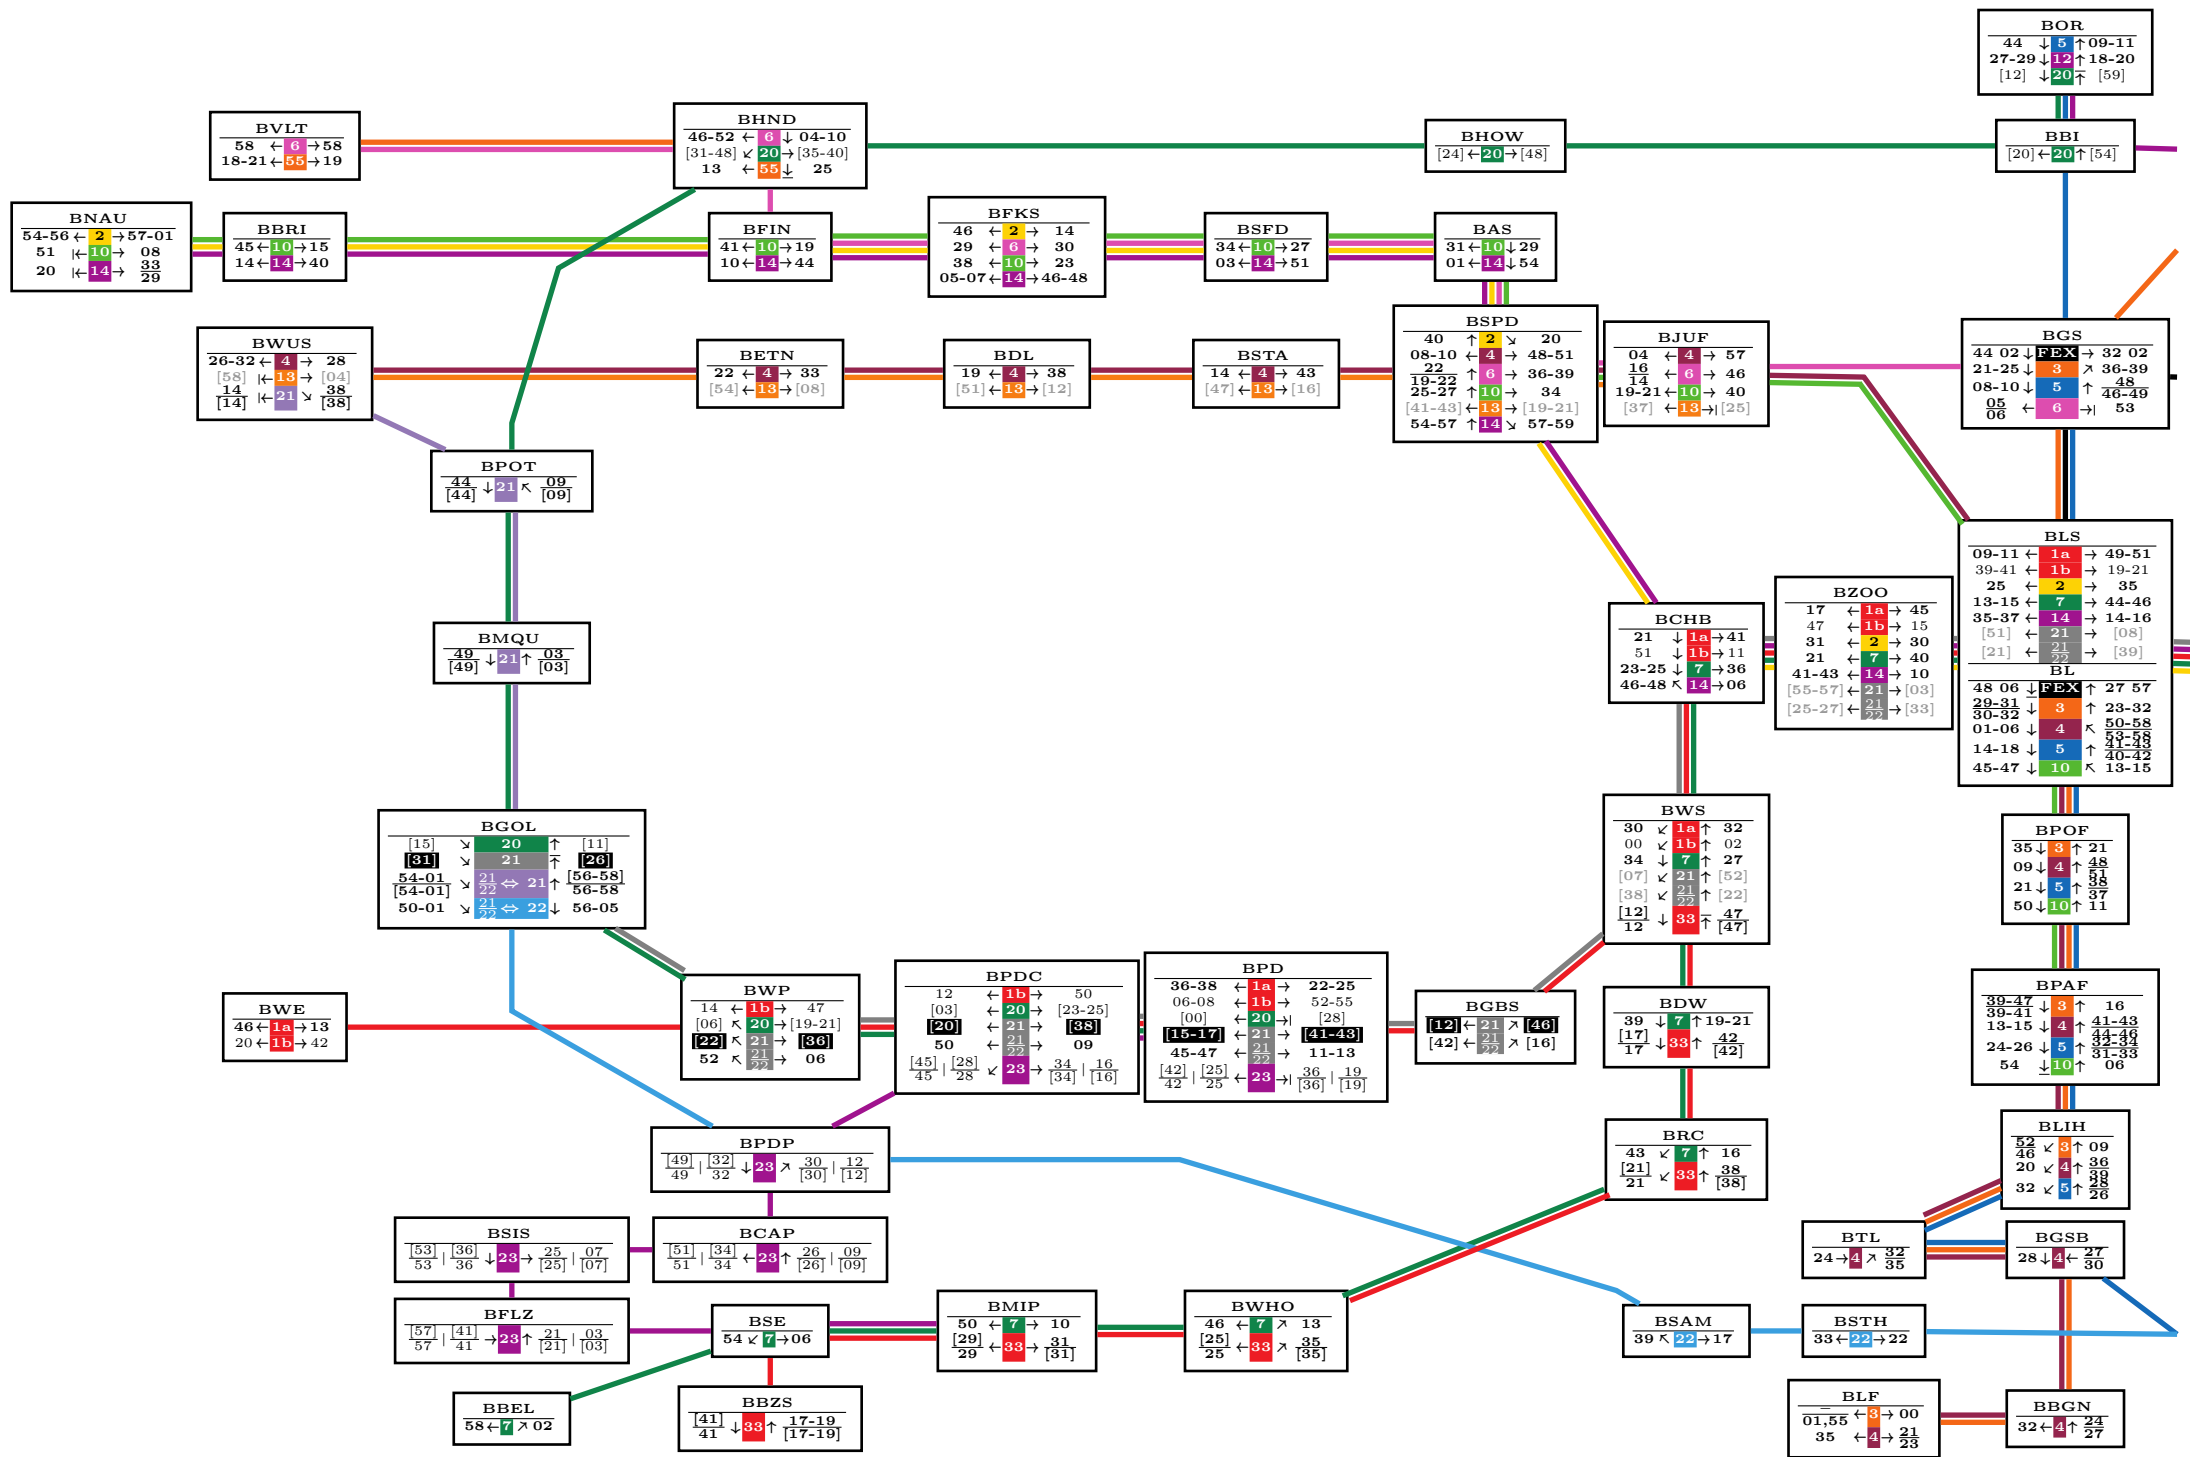 BOR
44 ↓ 5 ↑ 09-11
27-29 ↓ 12 ↑ 18-20
[12] ↓ 20 ↑ [59]
BVLT
58 ← 6 → 58
18-21 ← 55 → 19
BHND
46-52 ← 6 ↓ 04-10
[31-48] ↙ 20 → [35-40]
13 ← 55 ↓ 25
BHOW
[24] ← 20 → [48]
BBI
[20] ← 20 ↑ [54]
BNAU
54-56 ← 2 → 57-01
51 |← 10 → 08
20 |← 14 → 33
29
BBRI
45 ← 10 → 15
14 ← 14 → 40
BFIN
41 ← 10 → 19
10 ← 14 → 44
BFKS
46 ← 2 → 14
29 ← 6 → 30
38 ← 10 → 23
05-07 ← 14 → 46-48
BSFD
34 ← 10 → 27
03 ← 14 → 51
BAS
31 ← 10 ↓ 29
01 ← 14 ↓ 54
BWUS
26-32 ← 4 → 28
[58] |← 13 → [04]
14 |← 21 ↘ 38
[14] [38]
BETN
22 ← 4 → 33
[54] ← 13 → [08]
BDL
19 ← 4 → 38
[51] ← 13 → [12]
BSTA
14 ← 4 → 43
[47] ← 13 → [16]
BSPD
40 ↑ 2 ↘ 20
08-10 ← 4 → 48-51
22 ↑ 6 → 36-39
19-22
25-27 ↑ 10 → 34
[41-43] ← 13 → [19-21]
54-57 ↑ 14 ↘ 57-59
BJUF
04 ← 4 → 57
16 ← 6 → 46
14
19-21 ← 10 → 40
[37] ← 13 →| [25]
BGS
44 02 ↓ FEX → 32 02
21-25 ↓ 3 ↗ 36-39
08-10 ↓ 5 ↑ 48
46-49
05 ← 6 →| 53
06
BPOT
44 ↓ 21 ↖ 09
[44] [09]
BMQU
49 ↓ 21 ↑ 03
[49] [03]
BCHB
21 ↓ 1a → 41
51 ↓ 1b → 11
23-25 ↓ 7 → 36
46-48 ↖ 14 → 06
BZOO
17 ← 1a → 45
47 ← 1b → 15
31 ← 2 → 30
21 ← 7 → 40
41-43 ← 14 → 10
[55-57] ← 21 → [03]
[25-27] ← 21 → [33]
22
BLS
09-11 ← 1a → 49-51
39-41 ← 1b → 19-21
25 ← 2 → 35
13-15 ← 7 → 44-46
35-37 ← 14 → 14-16
[51] ← 21 → [08]
[21] ← 21 → [39]
22
BL
48 06 ↓ FEX ↑ 27 57
29-31 ↓ 3 ↑ 23-32
30-32
01-06 ↓ 4 ↖ 50-58
53-58
14-18 ↓ 5 ↑ 41-43
40-42
45-47 ↓ 10 ↖ 13-15
BGOL
[15] ↘ 20 ↑ [11]
[31] ↘ 21 ↑ [26]
54-01 ↘ 21 ⇔ 21 ↑ [56-58]
[54-01] 22 56-58
50-01 ↘ 21 ⇔ 22 ↓ 56-05
22
BWS
30 ↙ 1a ↑ 32
00 ↙ 1b ↑ 02
34 ↓ 7 ↑ 27
[07] ↙ 21 ↑ [52]
[38] ↙ 21 ↑ [22]
22
[12] ↓ 33 ↑ 47
12 [47]
BPOF
35 ↓ 3 ↑ 21
09 ↓ 4 ↑ 48
51
21 ↓ 5 ↑ 38
37
50 ↓ 10 ↑ 11
BWE
46 ← 1a → 13
20 ← 1b → 42
BWP
14 ← 1b → 47
[06] ↖ 20 → [19-21]
[22] ↖ 21 → [36]
52 ↖ 21 → 06
22
BPDC
12 ← 1b → 50
[03] ← 20 → [23-25]
[20] ← 21 → [38]
50 ← 21 → 09
22
[45] | [28] ↙ 23 → 34 | 16
45 28 [34] [16]
BPD
36-38 ← 1a → 22-25
06-08 ← 1b → 52-55
[00] ← 20 →| [28]
[15-17] ← 21 → [41-43]
45-47 ← 21 → 11-13
22
[42] | [25] ← 23 →| 36 | 19
42 25 [36] [19]
BGBS
[12] ← 21 ↗ [46]
[42] ← 21 ↗ [16]
22
BDW
39 ↓ 7 ↑ 19-21
[17] ↓ 33 ↑ 42
17 [42]
BPAF
39-47 ↓ 3 ↑ 16
39-41
13-15 ↓ 4 ↑ 41-43
44-46
24-26 ↓ 5 ↑ 32-34
31-33
54 ↓ 10 ↑ 06
BPDP
[49] | [32] ↓ 23 ↗ 30 | 12
49 32 [30] [12]
BRC
43 ↙ 7 ↑ 16
[21] ↙ 33 ↑ 38
21 [38]
BLIH
52 ↙ 3 ↑ 09
46
20 ↙ 4 ↑ 36
39
32 ↙ 5 ↑ 28
26
BSIS
[53] | [36] ↓ 23 → 25 | 07
53 36 [25] [07]
BCAP
[51] | [34] ← 23 ↑ 26 | 09
51 34 [26] [09]
BTL
24 → 4 ↗ 32
35
BGSB
28 ↓ 4 ← 27
30
BFLZ
[57] | [41] → 23 ↑ 21 | 03
57 41 [21] [03]
BSE
54 ↙ 7 → 06
BMIP
50 ← 7 → 10
[29] ← 33 → 31
29 [31]
BWHO
46 ← 7 ↗ 13
[25] ← 33 ↗ 35
25 [35]
BSAM
39 ↖ 22 → 17
BSTH
33 ← 22 → 22
BBEL
58 ← 7 ↗ 02
BBZS
[41] ↓ 33 ↑ 17-19
41 [17-19]
BLF
– ← 3 → 00
01,55
35 ← 4 → 21
23
BBGN
32 ← 4 ↑ 24
27